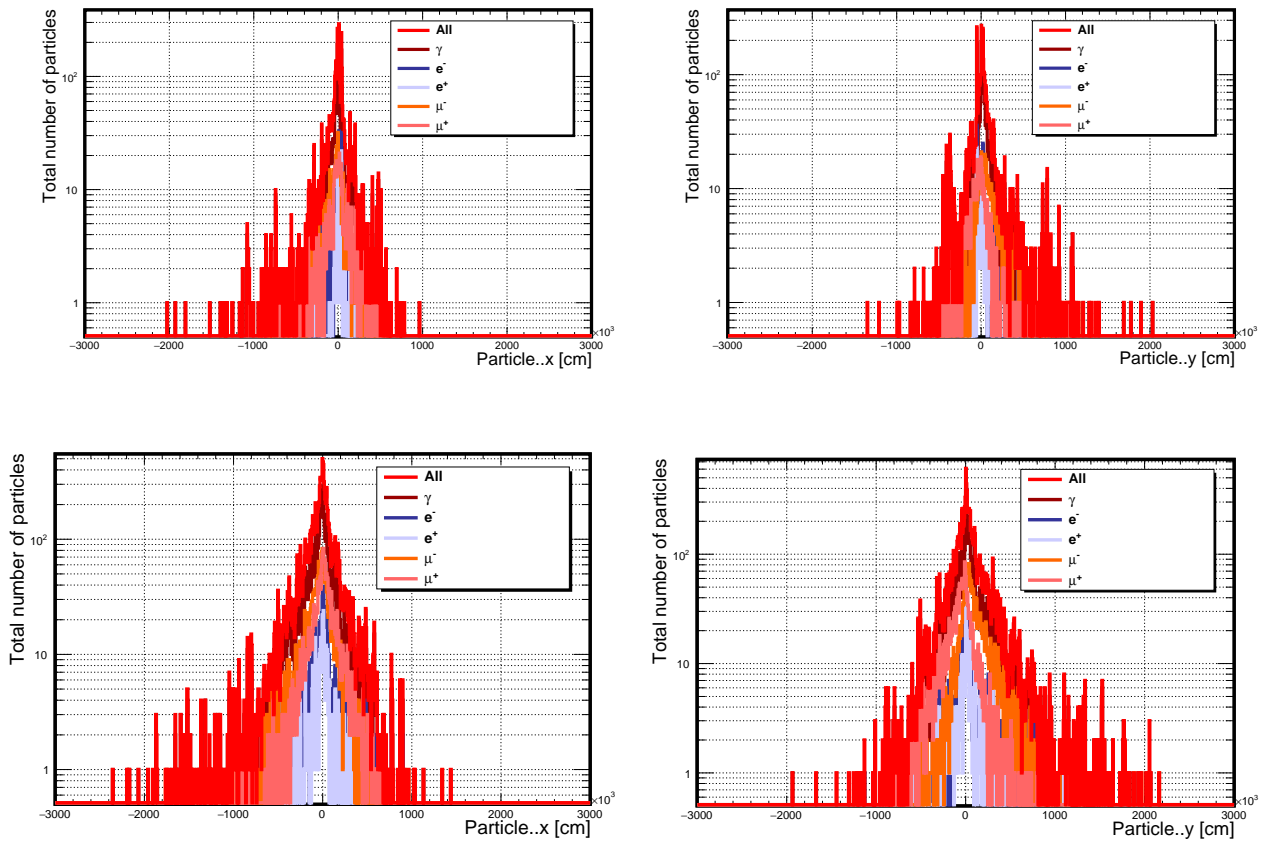 Total number of particles
10²
10
1
All
γ
e⁻
e⁺
μ⁻
μ⁺
−3000 −2000 −1000 0 1000 2000 3000
×10³
Particle..x [cm]
Total number of particles
10²
10
1
All
γ
e⁻
e⁺
μ⁻
μ⁺
−3000 −2000 −1000 0 1000 2000 3000
×10³
Particle..y [cm]
Total number of particles
10²
10
1
All
γ
e⁻
e⁺
μ⁻
μ⁺
−3000 −2000 −1000 0 1000 2000 3000
×10³
Particle..x [cm]
Total number of particles
10²
10
1
All
γ
e⁻
e⁺
μ⁻
μ⁺
−3000 −2000 −1000 0 1000 2000 3000
×10³
Particle..y [cm]